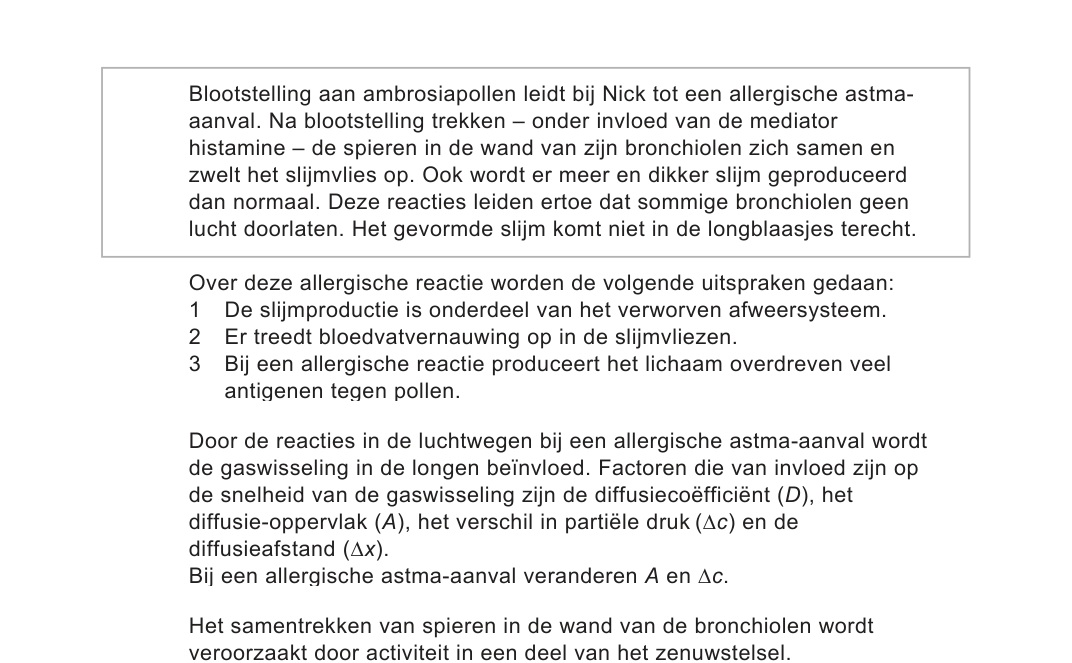 Blootstelling aan ambrosiapollen leidt bij Nick tot een allergische astma-
aanval. Na blootstelling trekken – onder invloed van de mediator
histamine – de spieren in de wand van zijn bronchiolen zich samen en
zwelt het slijmvlies op. Ook wordt er meer en dikker slijm geproduceerd
dan normaal. Deze reacties leiden ertoe dat sommige bronchiolen geen
lucht doorlaten. Het gevormde slijm komt niet in de longblaasjes terecht.
Over deze allergische reactie worden de volgende uitspraken gedaan:
1 De slijmproductie is onderdeel van het verworven afweersysteem.
2 Er treedt bloedvatvernauwing op in de slijmvliezen.
3 Bij een allergische reactie produceert het lichaam overdreven veel
antigenen tegen pollen.
Door de reacties in de luchtwegen bij een allergische astma-aanval wordt
de gaswisseling in de longen beïnvloed. Factoren die van invloed zijn op
de snelheid van de gaswisseling zijn de diffusiecoëfficiënt (D), het
diffusie-oppervlak (A), het verschil in partiële druk (Δc) en de
diffusieafstand (Δx).
Bij een allergische astma-aanval veranderen A en Δc.
Het samentrekken van spieren in de wand van de bronchiolen wordt
veroorzaakt door activiteit in een deel van het zenuwstelsel.